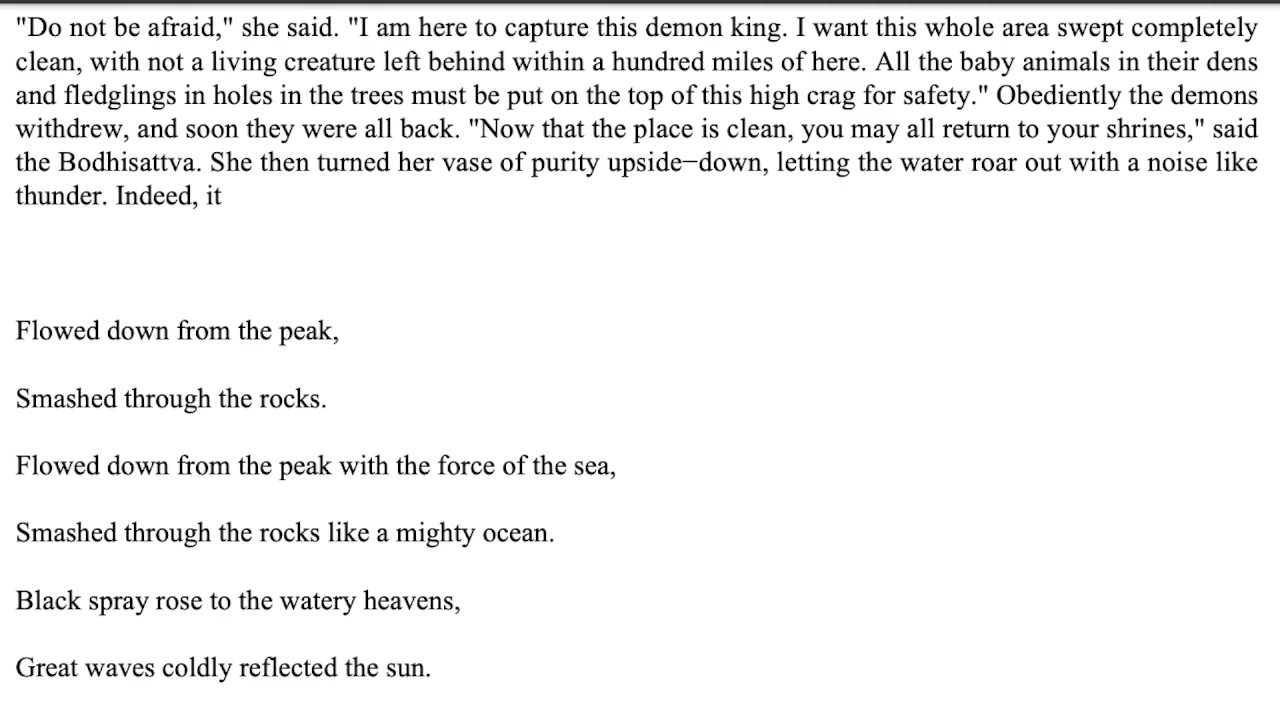 "Do not be afraid," she said. "I am here to capture this demon king. I want this whole area swept completely
clean, with not a living creature left behind within a hundred miles of here. All the baby animals in their dens
and fledglings in holes in the trees must be put on the top of this high crag for safety." Obediently the demons
withdrew, and soon they were all back. "Now that the place is clean, you may all return to your shrines," said
the Bodhisattva. She then turned her vase of purity upside−down, letting the water roar out with a noise like
thunder. Indeed, it
Flowed down from the peak,
Smashed through the rocks.
Flowed down from the peak with the force of the sea,
Smashed through the rocks like a mighty ocean.
Black spray rose to the watery heavens,
Great waves coldly reflected the sun.